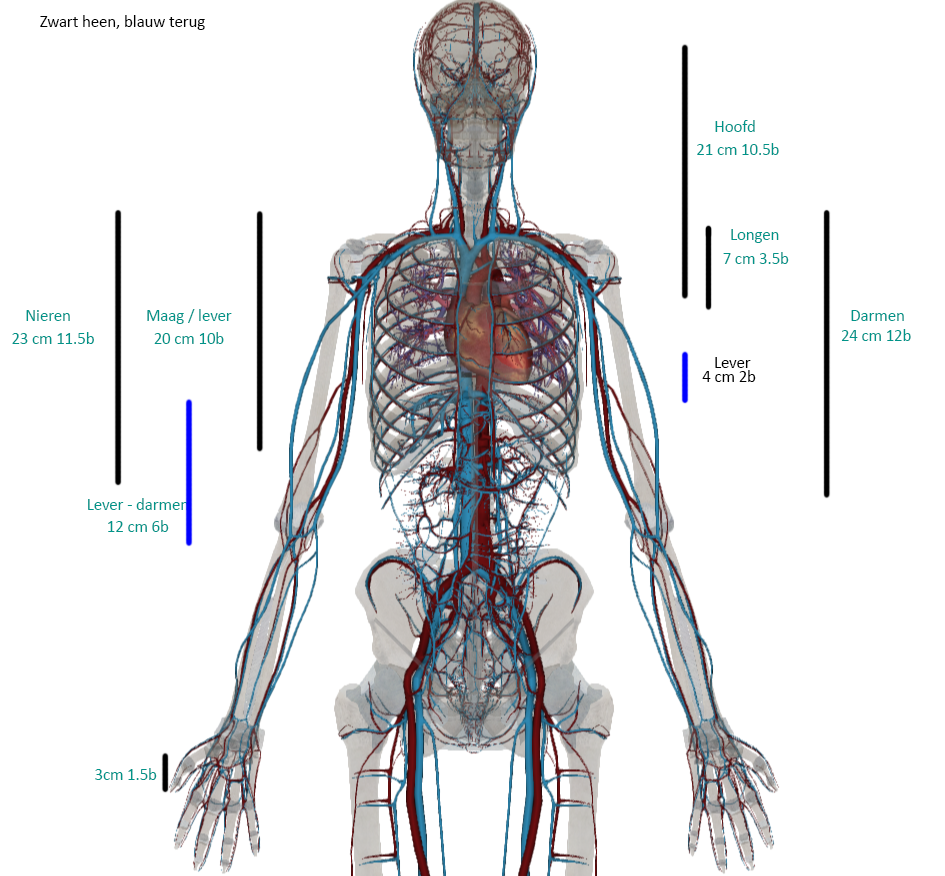 Zwart heen, blauw terug
Hoofd
21 cm 10.5b
Longen
7 cm 3.5b
Nieren
23 cm 11.5b
Maag / lever
20 cm 10b
Darmen
24 cm 12b
Lever
4 cm 2b
Lever - darmen
12 cm 6b
3cm 1.5b